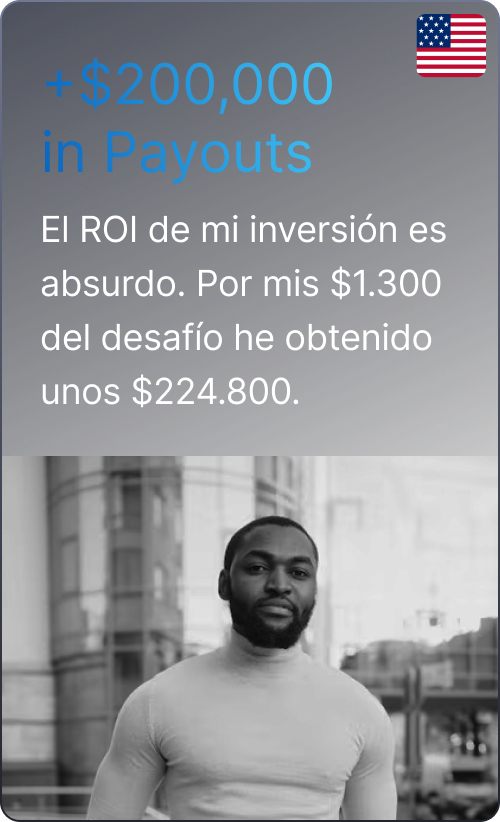 +$200,000
in Payouts
El ROI de mi inversión es
absurdo. Por mis $1.300
del desafío he obtenido
unos $224.800.